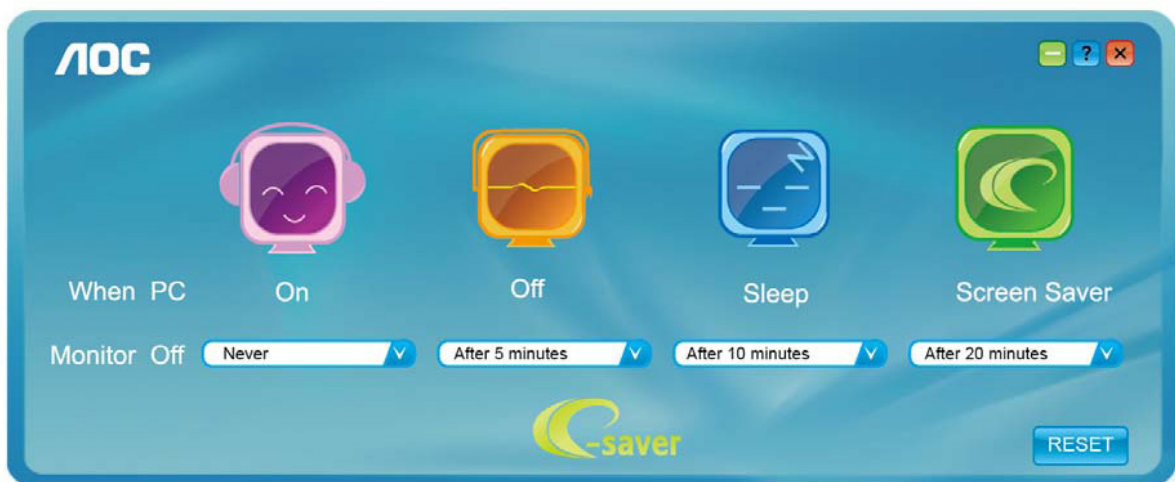 AOC
?
When PC On Off Sleep Screen Saver
Monitor Off Never After 5 minutes After 10 minutes After 20 minutes
e-saver
RESET